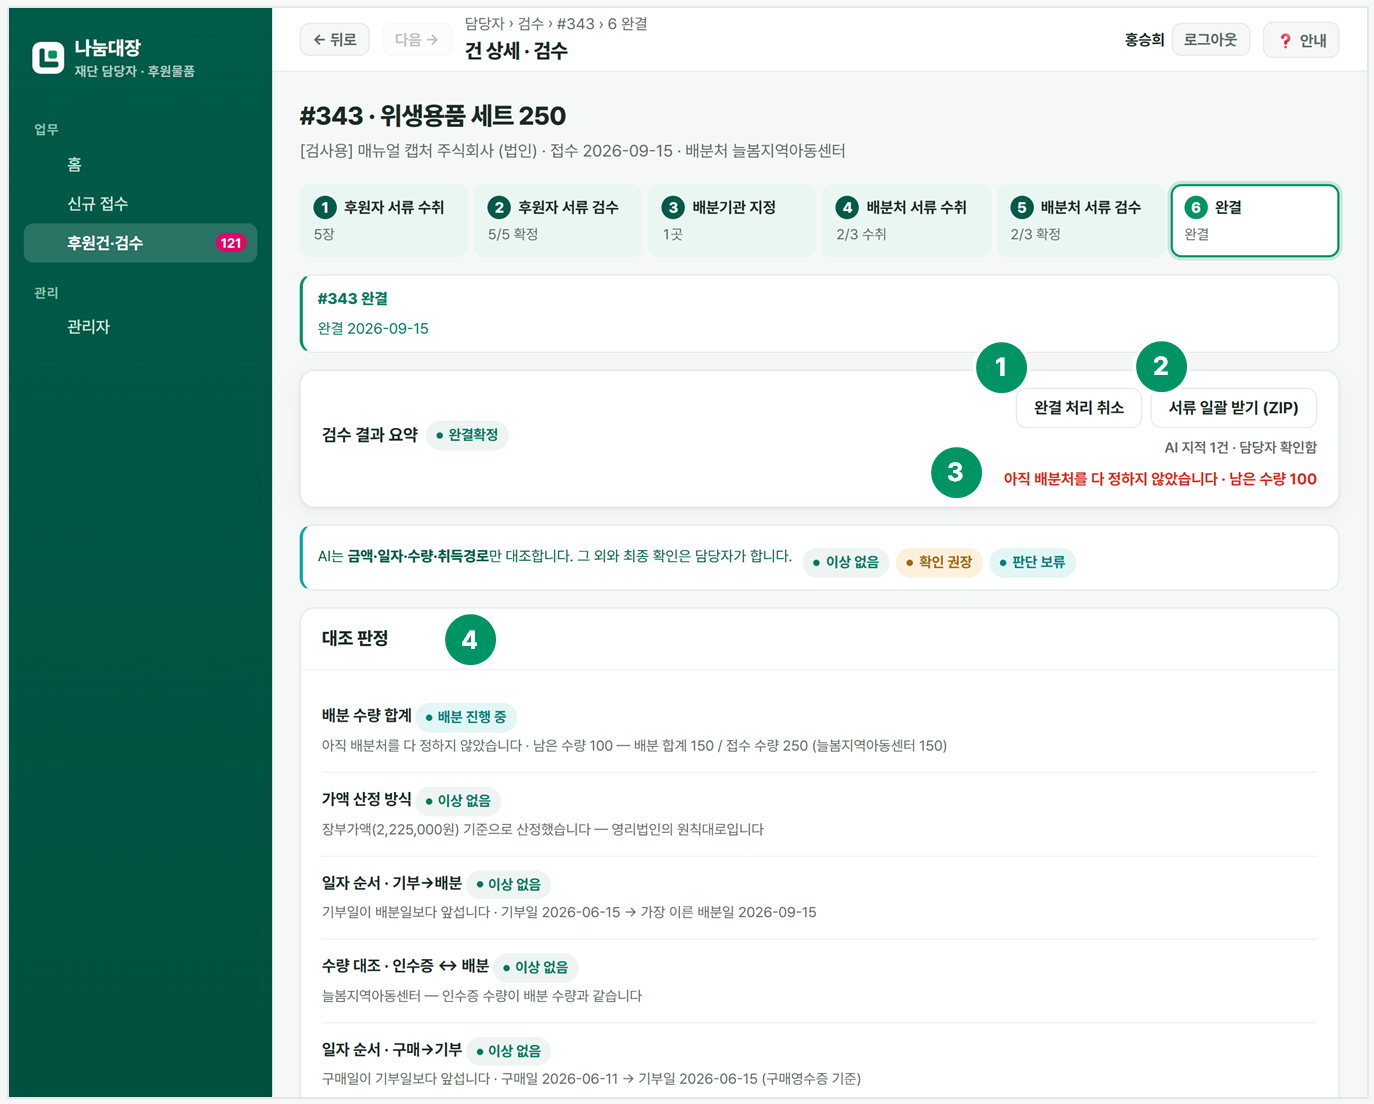 나눔대장
재단 담당자 · 후원물품
업무
홈
신규 접수
후원건·검수 121
관리
관리자
← 뒤로
다음 →
담당자 › 검수 › #343 › 6 완결
건 상세 · 검수
홍승희
로그아웃
❓ 안내
#343 · 위생용품 세트 250
[검사용] 매뉴얼 캡처 주식회사 (법인) · 접수 2026-09-15 · 배분처 늘봄지역아동센터
1 후원자 서류 수취
5장
2 후원자 서류 검수
5/5 확정
3 배분기관 지정
1곳
4 배분처 서류 수취
2/3 수취
5 배분처 서류 검수
2/3 확정
6 완결
완결
#343 완결
완결 2026-09-15
1
2
완결 처리 취소
서류 일괄 받기 (ZIP)
검수 결과 요약 • 완결확정
AI 지적 1건 · 담당자 확인함
3
아직 배분처를 다 정하지 않았습니다 · 남은 수량 100
AI는 금액·일자·수량·취득경로만 대조합니다. 그 외와 최종 확인은 담당자가 합니다. • 이상 없음 • 확인 권장 • 판단 보류
대조 판정
4
배분 수량 합계 • 배분 진행 중
아직 배분처를 다 정하지 않았습니다 · 남은 수량 100 — 배분 합계 150 / 접수 수량 250 (늘봄지역아동센터 150)
가액 산정 방식 • 이상 없음
장부가액(2,225,000원) 기준으로 산정했습니다 — 영리법인의 원칙대로입니다
일자 순서 · 기부→배분 • 이상 없음
기부일이 배분일보다 앞섭니다 · 기부일 2026-06-15 → 가장 이른 배분일 2026-09-15
수량 대조 · 인수증 ↔ 배분 • 이상 없음
늘봄지역아동센터 — 인수증 수량이 배분 수량과 같습니다
일자 순서 · 구매→기부 • 이상 없음
구매일이 기부일보다 앞섭니다 · 구매일 2026-06-11 → 기부일 2026-06-15 (구매영수증 기준)